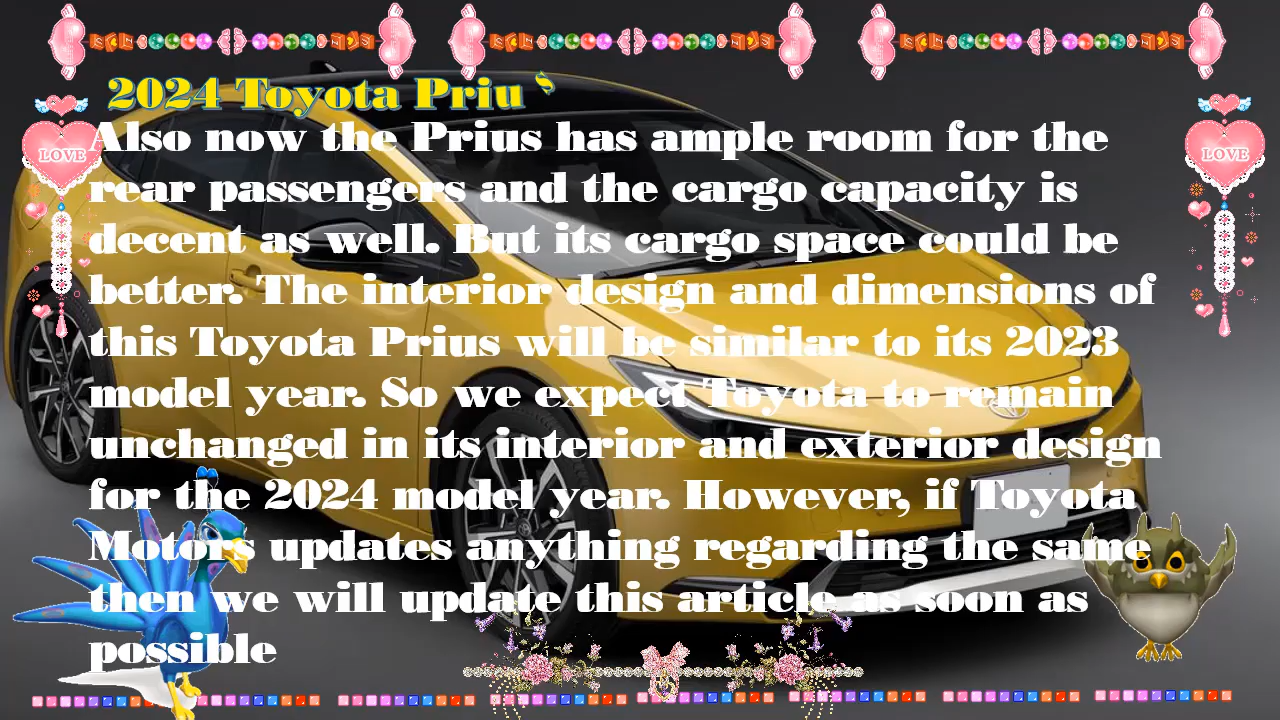 2024 Toyota Prius
Also now the Prius has ample room for the
rear passengers and the cargo capacity is
decent as well. But its cargo space could be
better. The interior design and dimensions of
this Toyota Prius will be similar to its 2023
model year. So we expect Toyota to remain
unchanged in its interior and exterior design
for the 2024 model year. However, if Toyota
Motors updates anything regarding the same
then we will update this article as soon as
possible
LOVE
LOVE